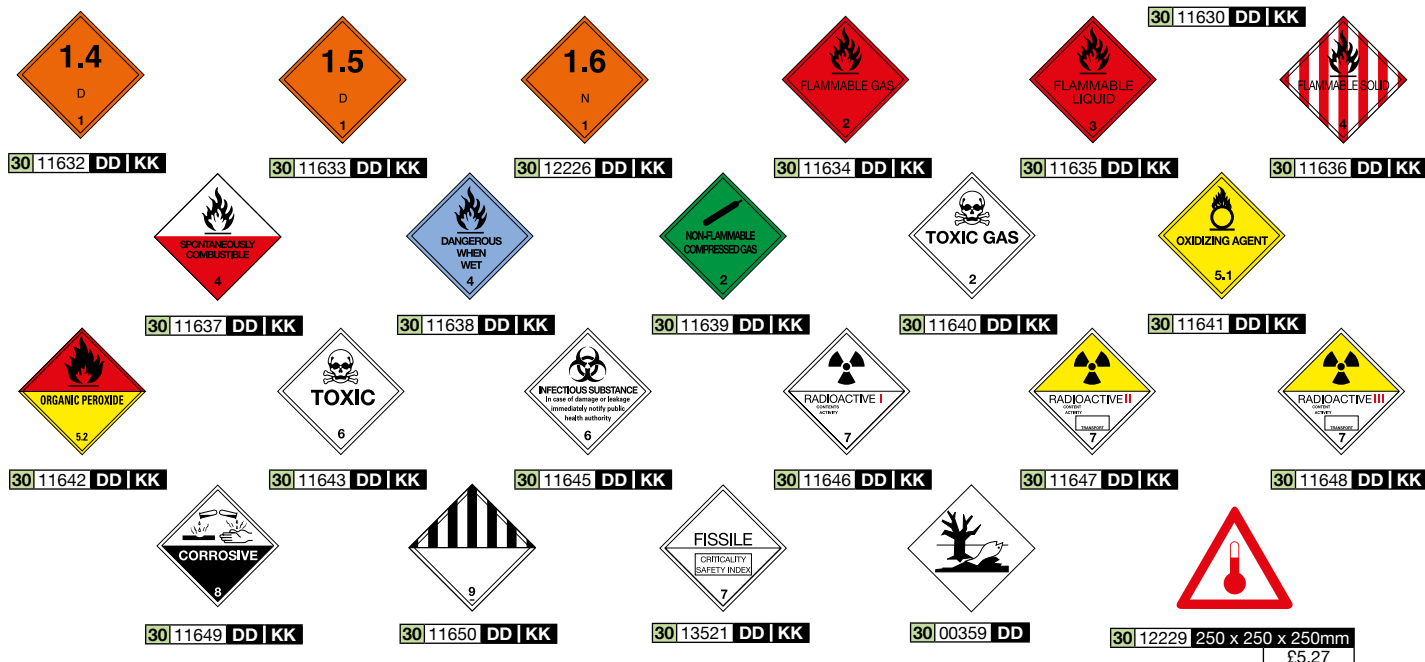 30 11630 DD | KK
1.4
D
1
30 11632 DD | KK
1.5
D
1
30 11633 DD | KK
1.6
N
1
30 12226 DD | KK
FLAMMABLE GAS
2
30 11634 DD | KK
FLAMMABLE
LIQUID
3
30 11635 DD | KK
FLAMMABLE SOLID
4
30 11636 DD | KK
SPONTANEOUSLY
COMBUSTIBLE
4
30 11637 DD | KK
DANGEROUS
WHEN
WET
4
30 11638 DD | KK
NON-FLAMMABLE
COMPRESSED GAS
2
30 11639 DD | KK
TOXIC GAS
2
30 11640 DD | KK
OXIDIZING AGENT
5.1
30 11641 DD | KK
ORGANIC PEROXIDE
5.2
30 11642 DD | KK
TOXIC
6
30 11643 DD | KK
INFECTIOUS SUBSTANCE
In case of damage or leakage
immediately notify public
health authority
6
30 11645 DD | KK
RADIOACTIVE I
CONTENTS
ACTIVITY
7
30 11646 DD | KK
RADIOACTIVE II
CONTENT
ACTIVITY
TRANSPORT
7
30 11647 DD | KK
RADIOACTIVE III
CONTENT
ACTIVITY
TRANSPORT
7
30 11648 DD | KK
CORROSIVE
8
30 11649 DD | KK
9
30 11650 DD | KK
FISSILE
CRITICALITY
SAFETY INDEX
7
30 13521 DD | KK
30 00359 DD
30 12229 250 x 250 x 250mm
£5.27